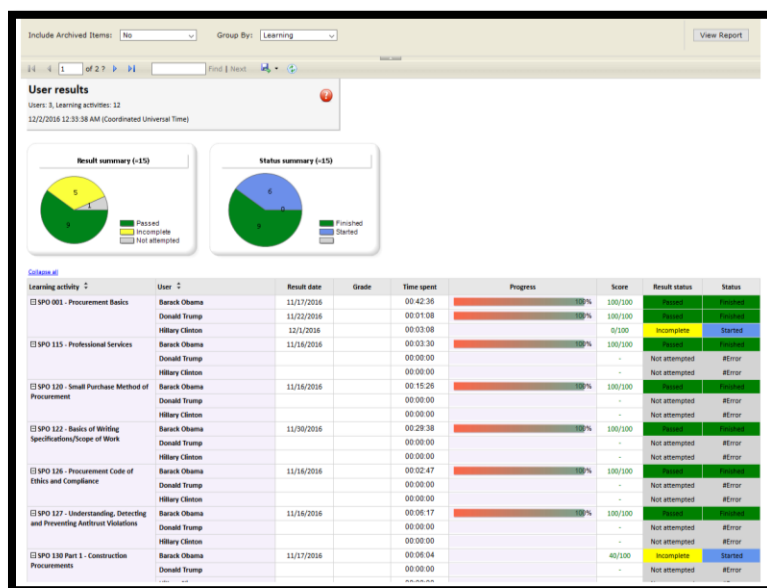 Include Archived Items: No Group By: Learning View Report
1 of 2 ? Find | Next
User results
Users: 3, Learning activities: 12
12/2/2016 12:33:38 AM (Coordinated Universal Time)
Result summary (=15)
5
1
9
Passed
Incomplete
Not attempted
Status summary (=15)
6
0
9
Finished
Started
Collapse all
Learning activity User Result date Grade Time spent Progress Score Result status Status
SPO 001 - Procurement Basics Barack Obama 11/17/2016 00:42:36 100% 100/100 Passed Finished
Donald Trump 11/22/2016 00:01:08 100% 100/100 Passed Finished
Hillary Clinton 12/1/2016 00:03:08 0/100 Incomplete Started
SPO 115 - Professional Services Barack Obama 11/16/2016 00:03:30 100% 100/100 Passed Finished
Donald Trump 00:00:00 - Not attempted #Error
Hillary Clinton 00:00:00 - Not attempted #Error
SPO 120 - Small Purchase Method of Barack Obama 11/16/2016 00:15:26 100% 100/100 Passed Finished
Procurement Donald Trump 00:00:00 - Not attempted #Error
Hillary Clinton 00:00:00 - Not attempted #Error
SPO 122 - Basics of Writing Barack Obama 11/30/2016 00:29:38 100% 100/100 Passed Finished
Specifications/Scope of Work Donald Trump 00:00:00 - Not attempted #Error
Hillary Clinton 00:00:00 - Not attempted #Error
SPO 126 - Procurement Code of Barack Obama 11/16/2016 00:02:47 100% 100/100 Passed Finished
Ethics and Compliance Donald Trump 00:00:00 - Not attempted #Error
Hillary Clinton 00:00:00 - Not attempted #Error
SPO 127 - Understanding, Detecting Barack Obama 11/16/2016 00:06:17 100% 100/100 Passed Finished
and Preventing Antitrust Violations Donald Trump 00:00:00 - Not attempted #Error
Hillary Clinton 00:00:00 - Not attempted #Error
SPO 130 Part 1 - Construction Barack Obama 11/17/2016 00:06:04 40/100 Incomplete Started
Procurements Donald Trump 00:00:00 - Not attempted #Error